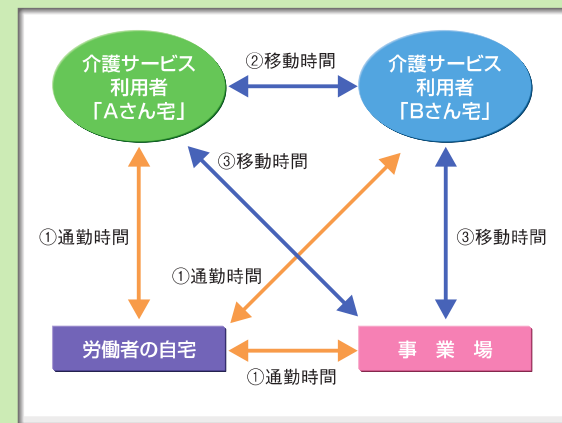 介護サービス
利用者
「Aさん宅」
②移動時間
介護サービス
利用者
「Bさん宅」
③移動時間
①通勤時間
③移動時間
①通勤時間
労働者の自宅
①通勤時間
事　業　場